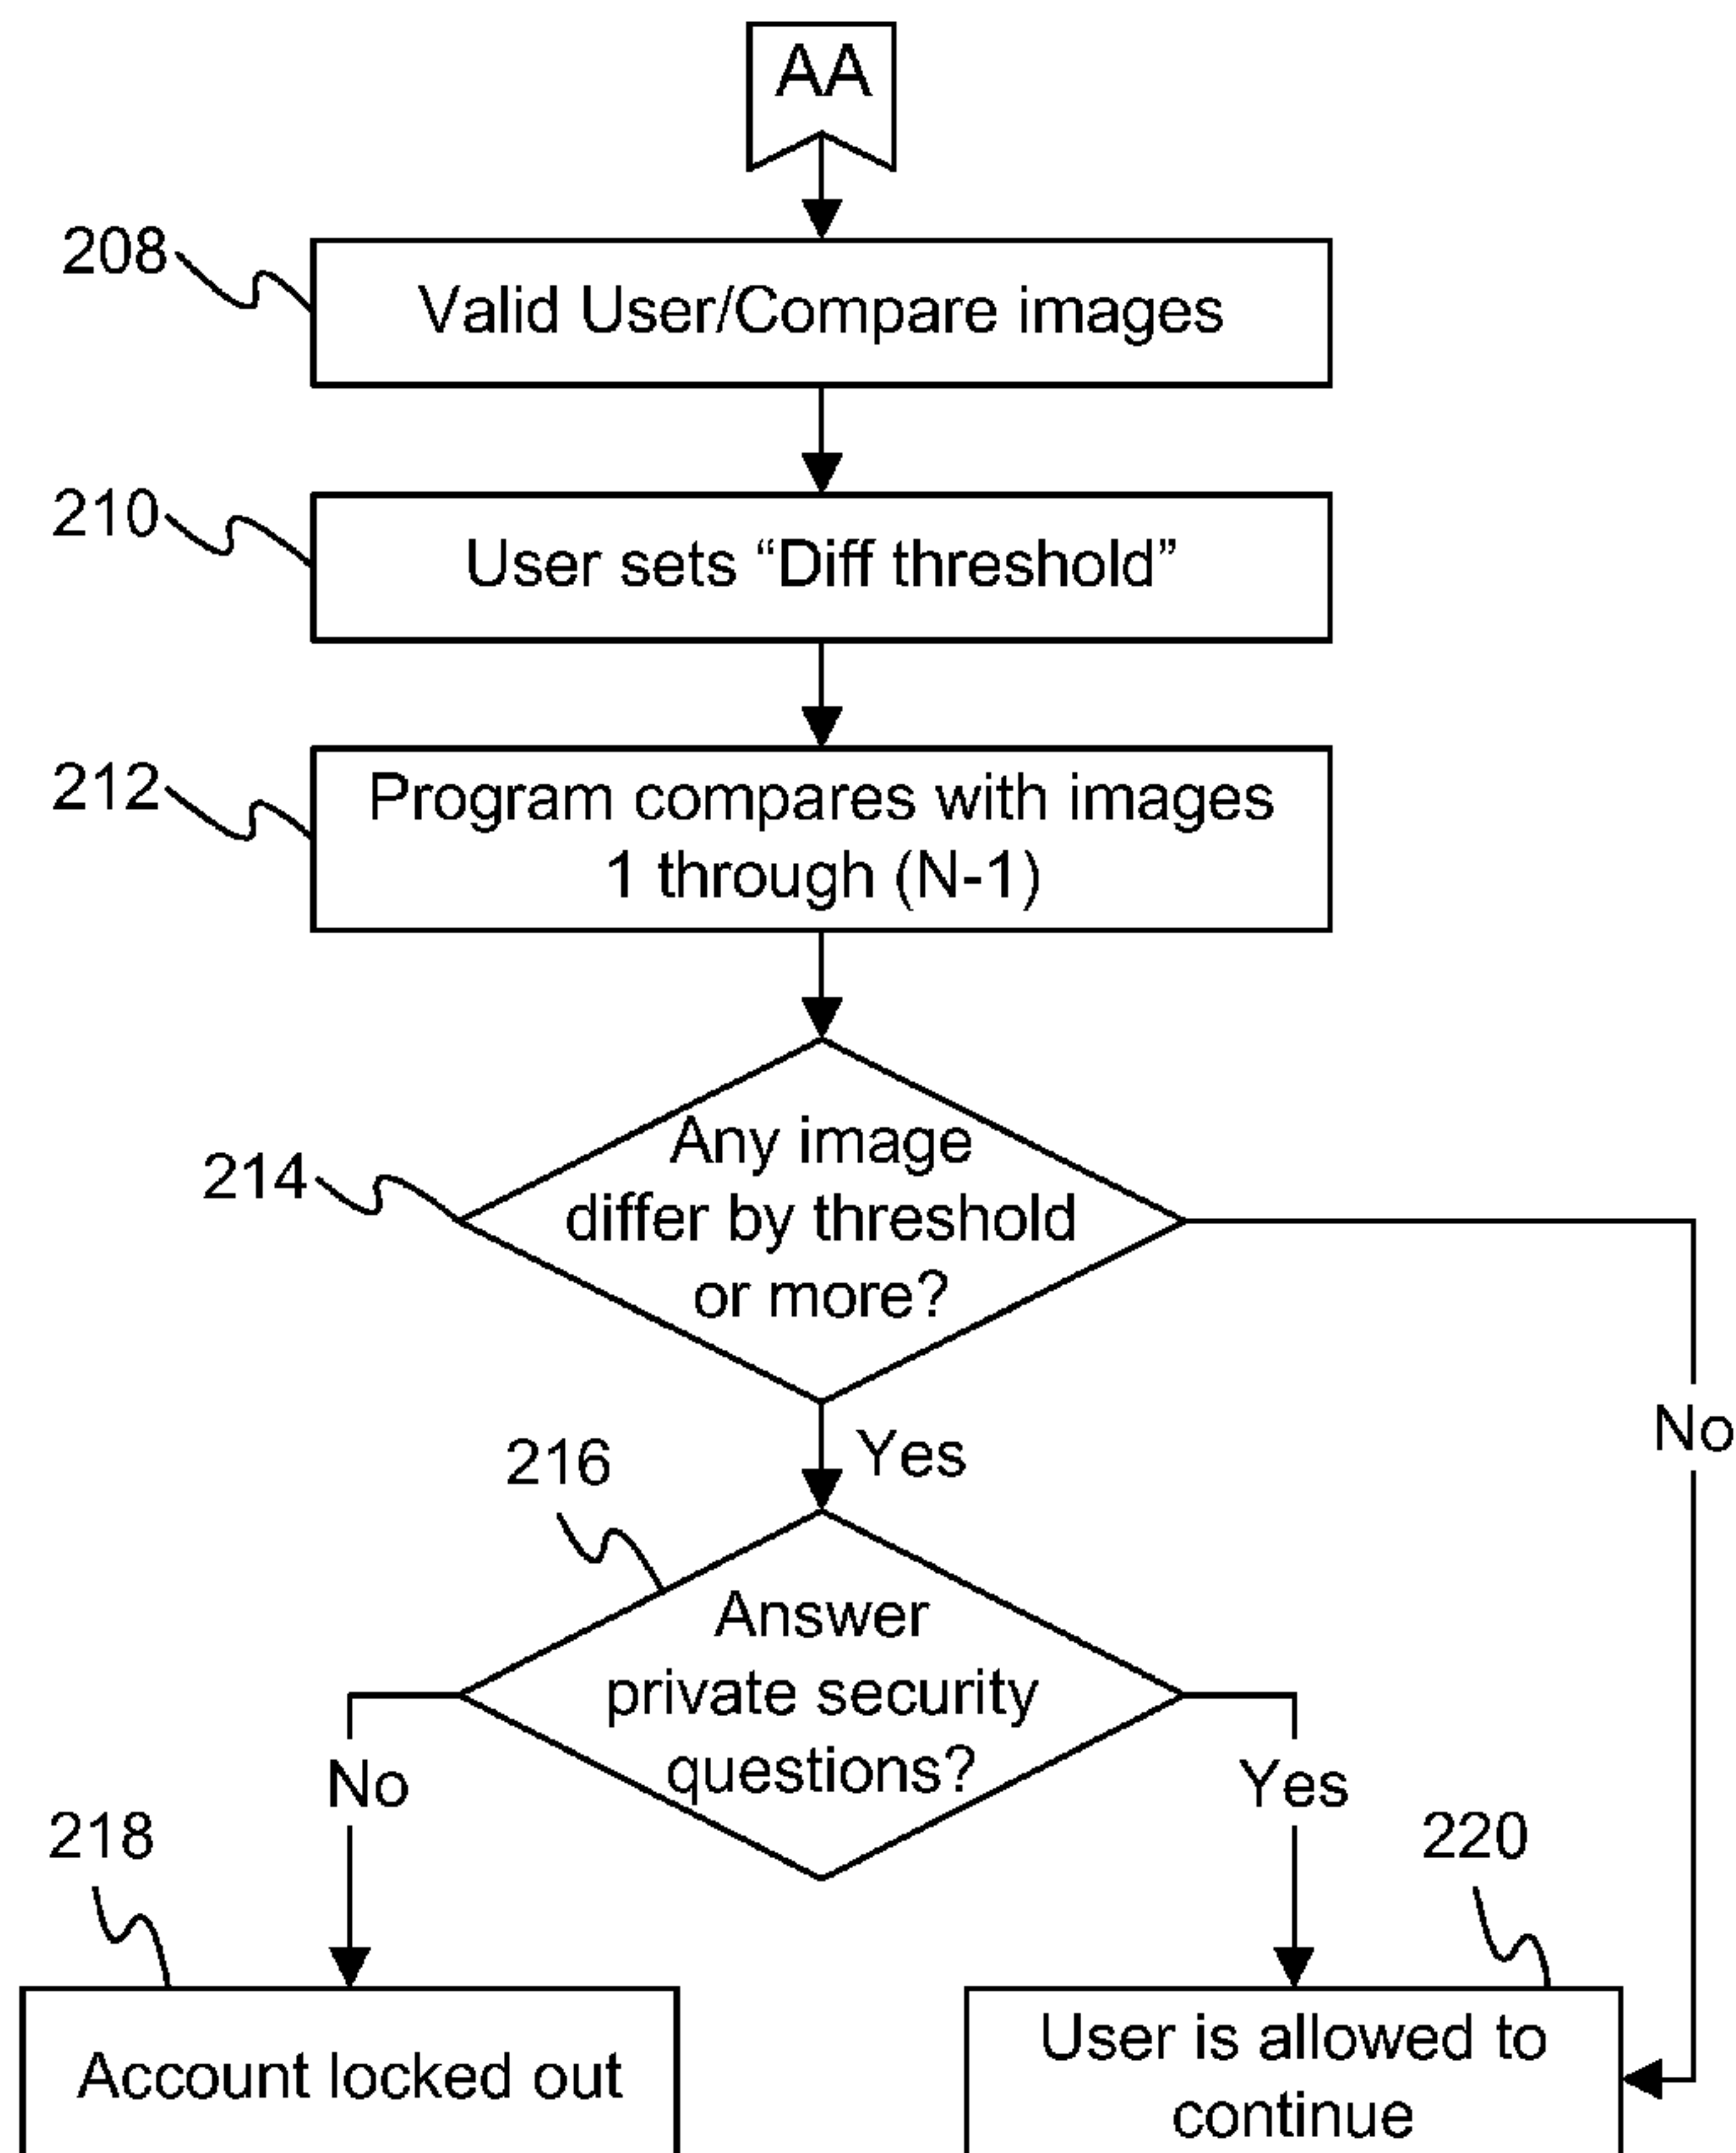 AA
208
Valid User/Compare images
210
User sets “Diff threshold”
212
Program compares with images
1 through (N-1)
214
Any image
differ by threshold
or more?
No
Yes
216
Answer
private security
questions?
No
Yes
218
220
Account locked out
User is allowed to
continue